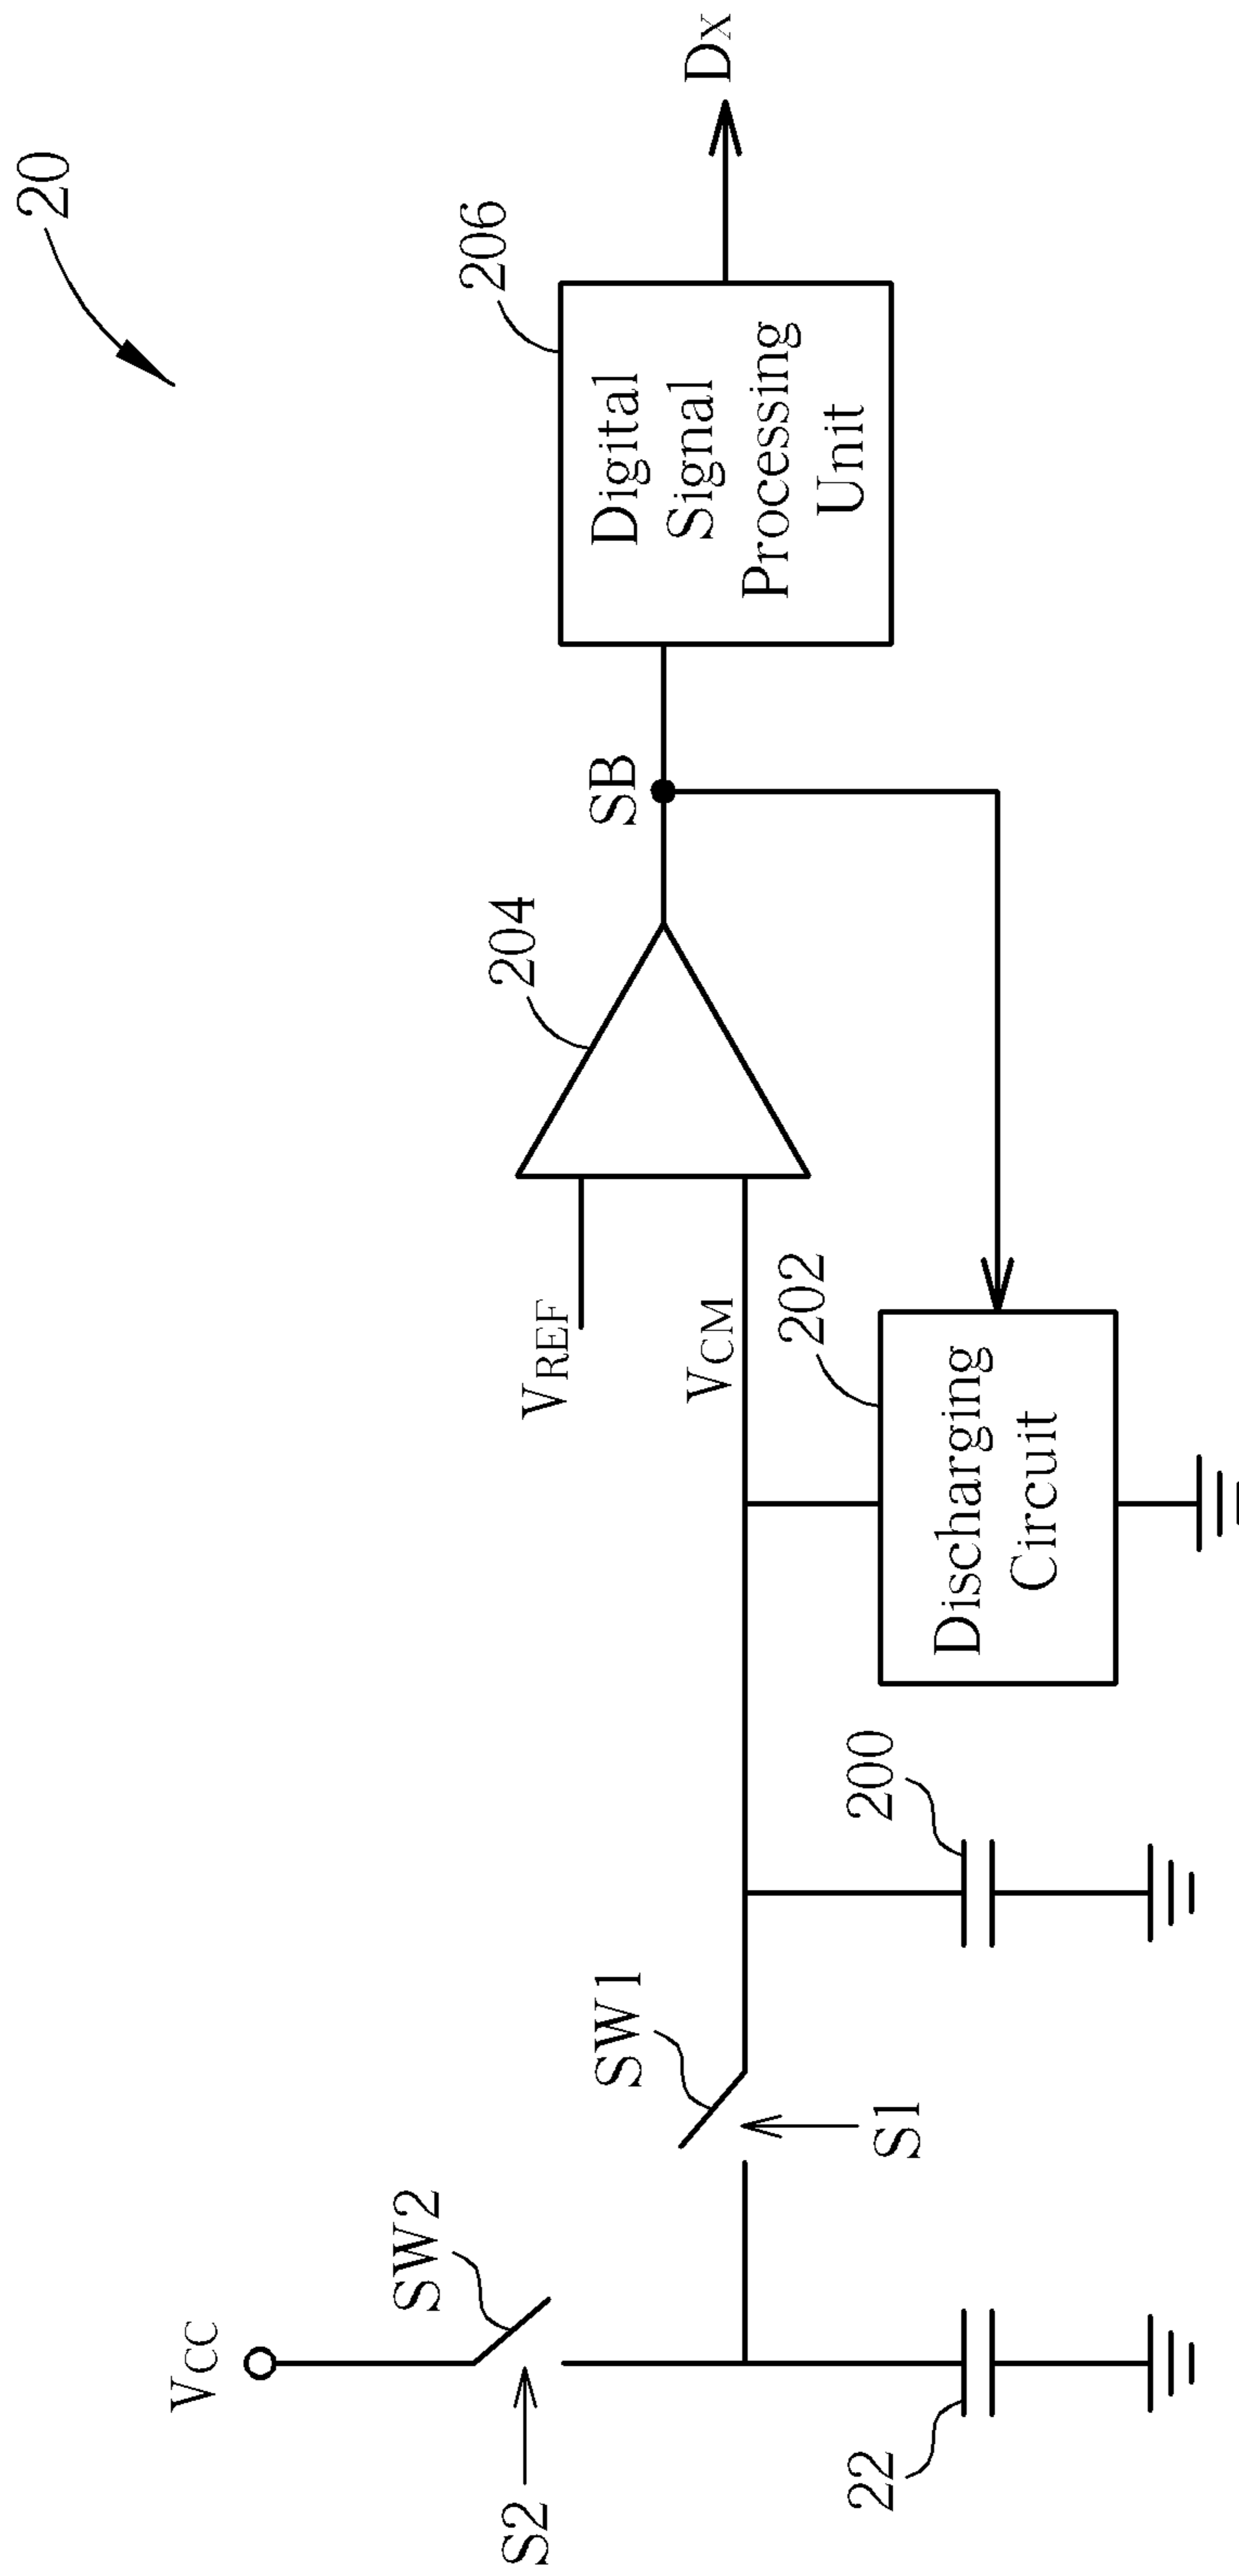 20
VCC
SW2
S2
22
SW1
S1
200
VREF
VCM
204
SB
202
Discharging
Circuit
206
Digital
Signal
Processing
Unit
DX